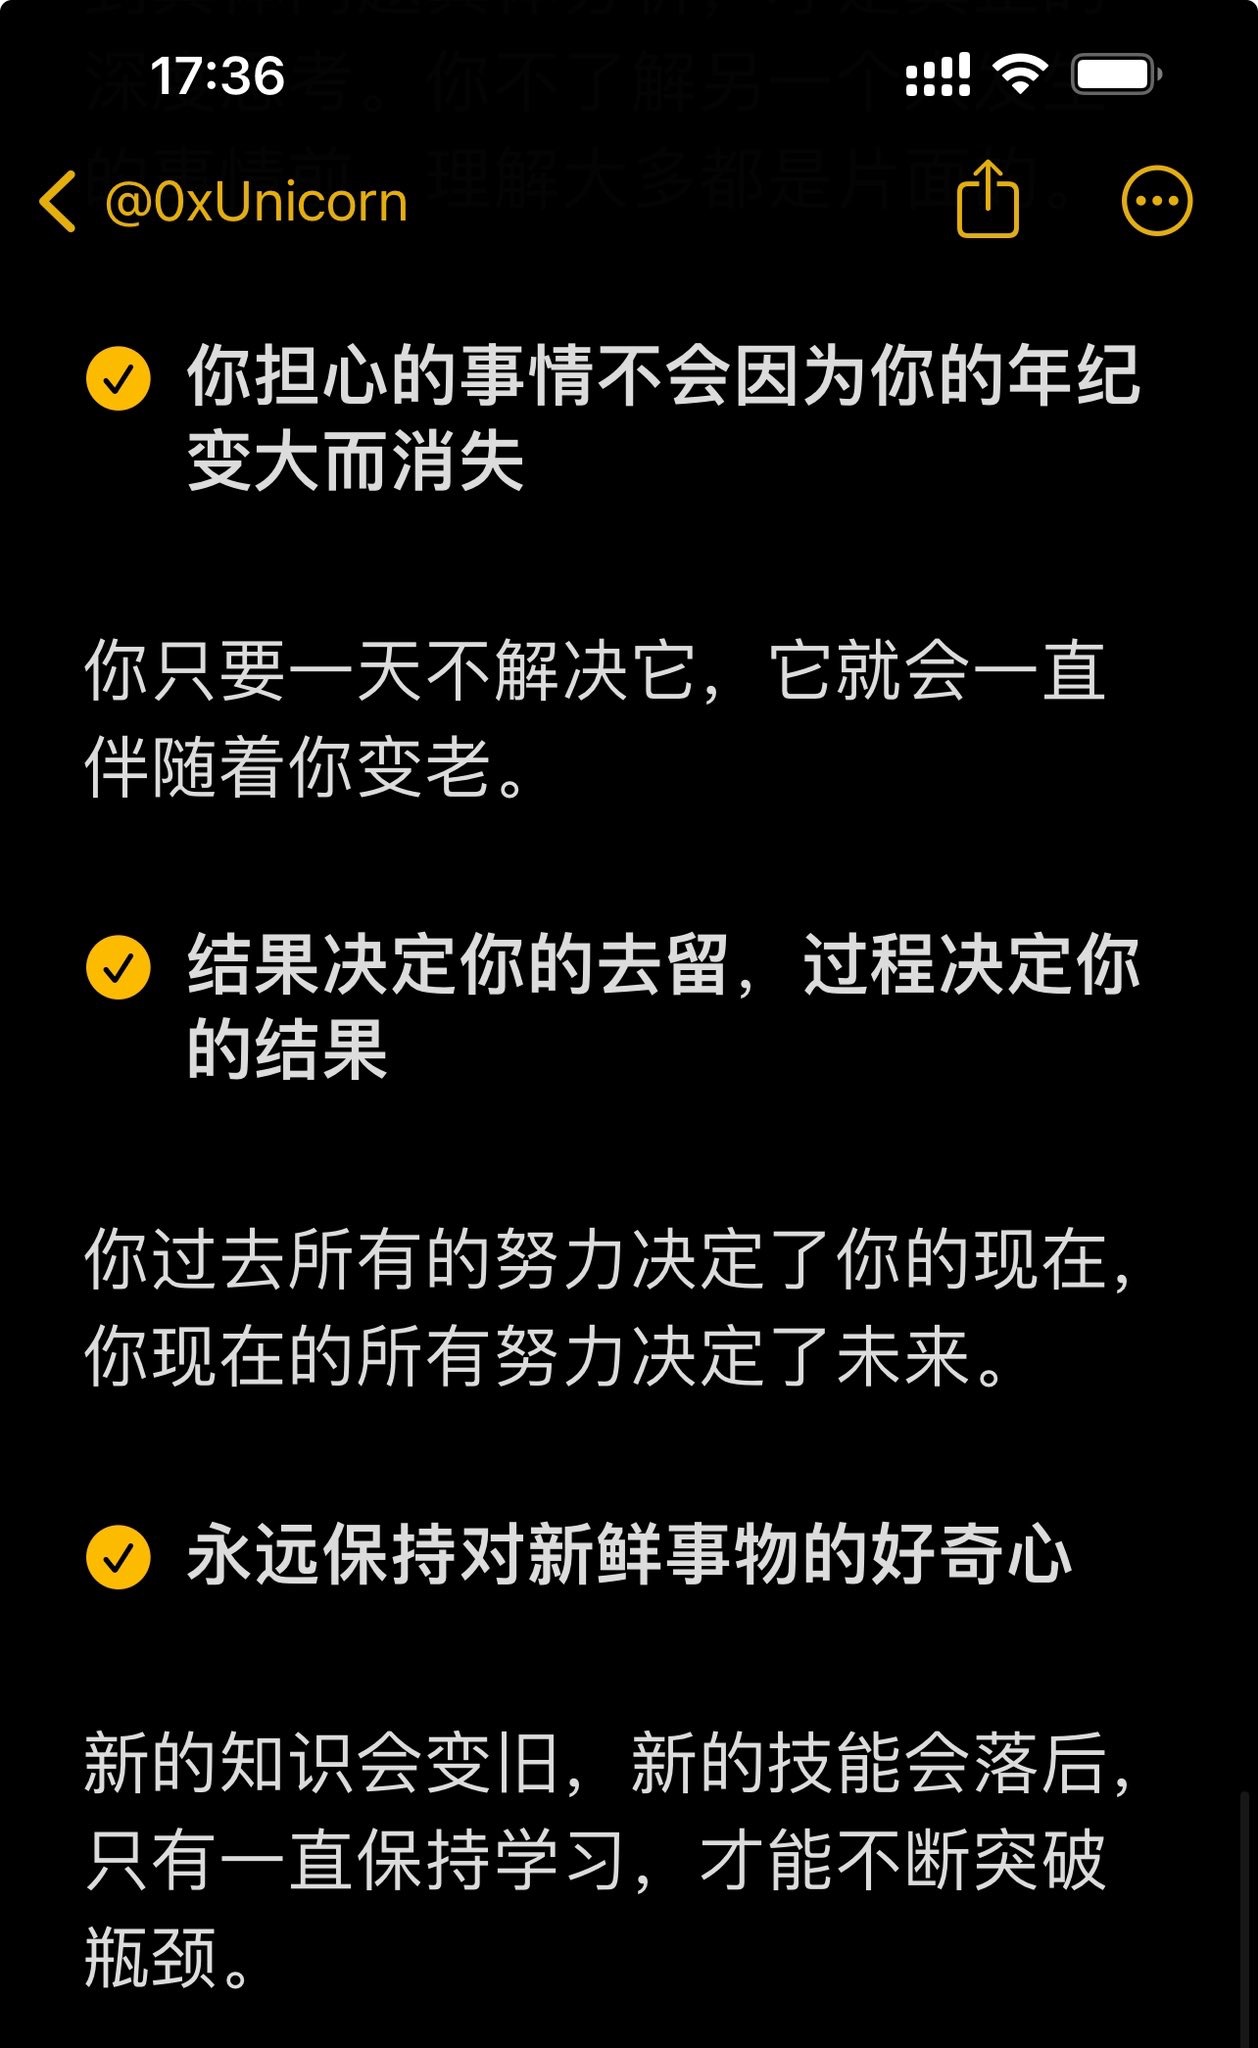 17:36
@0xUnicorn
你担心的事情不会因为你的年纪
变大而消失
你只要一天不解决它，它就会一直
伴随着你变老。
结果决定你的去留，过程决定你
的结果
你过去所有的努力决定了你的现在，
你现在的所有努力决定了未来。
永远保持对新鲜事物的好奇心
新的知识会变旧，新的技能会落后，
只有一直保持学习，才能不断突破
瓶颈。